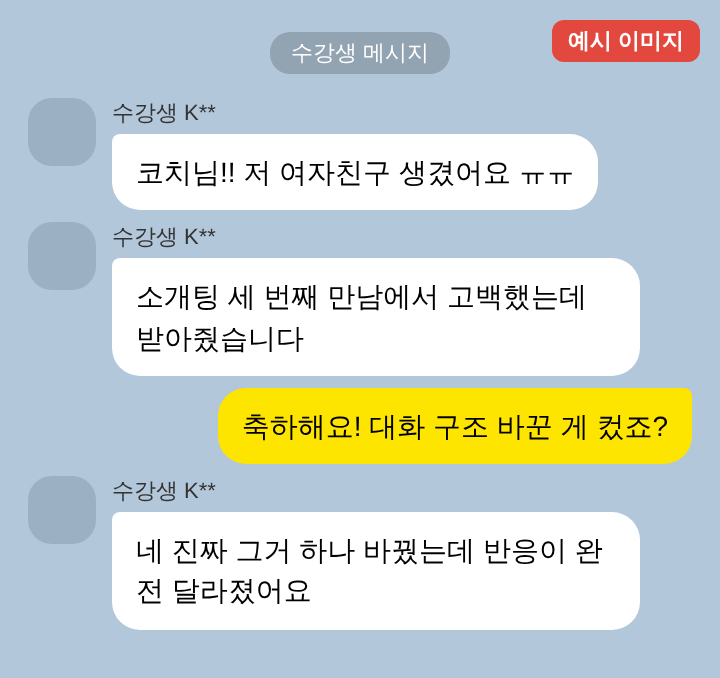 수강생 메시지
예시 이미지
수강생 K**
코치님!! 저 여자친구 생겼어요 ㅠㅠ
수강생 K**
소개팅 세 번째 만남에서 고백했는데
받아줬습니다
축하해요! 대화 구조 바꾼 게 컸죠?
수강생 K**
네 진짜 그거 하나 바꿨는데 반응이 완
전 달라졌어요